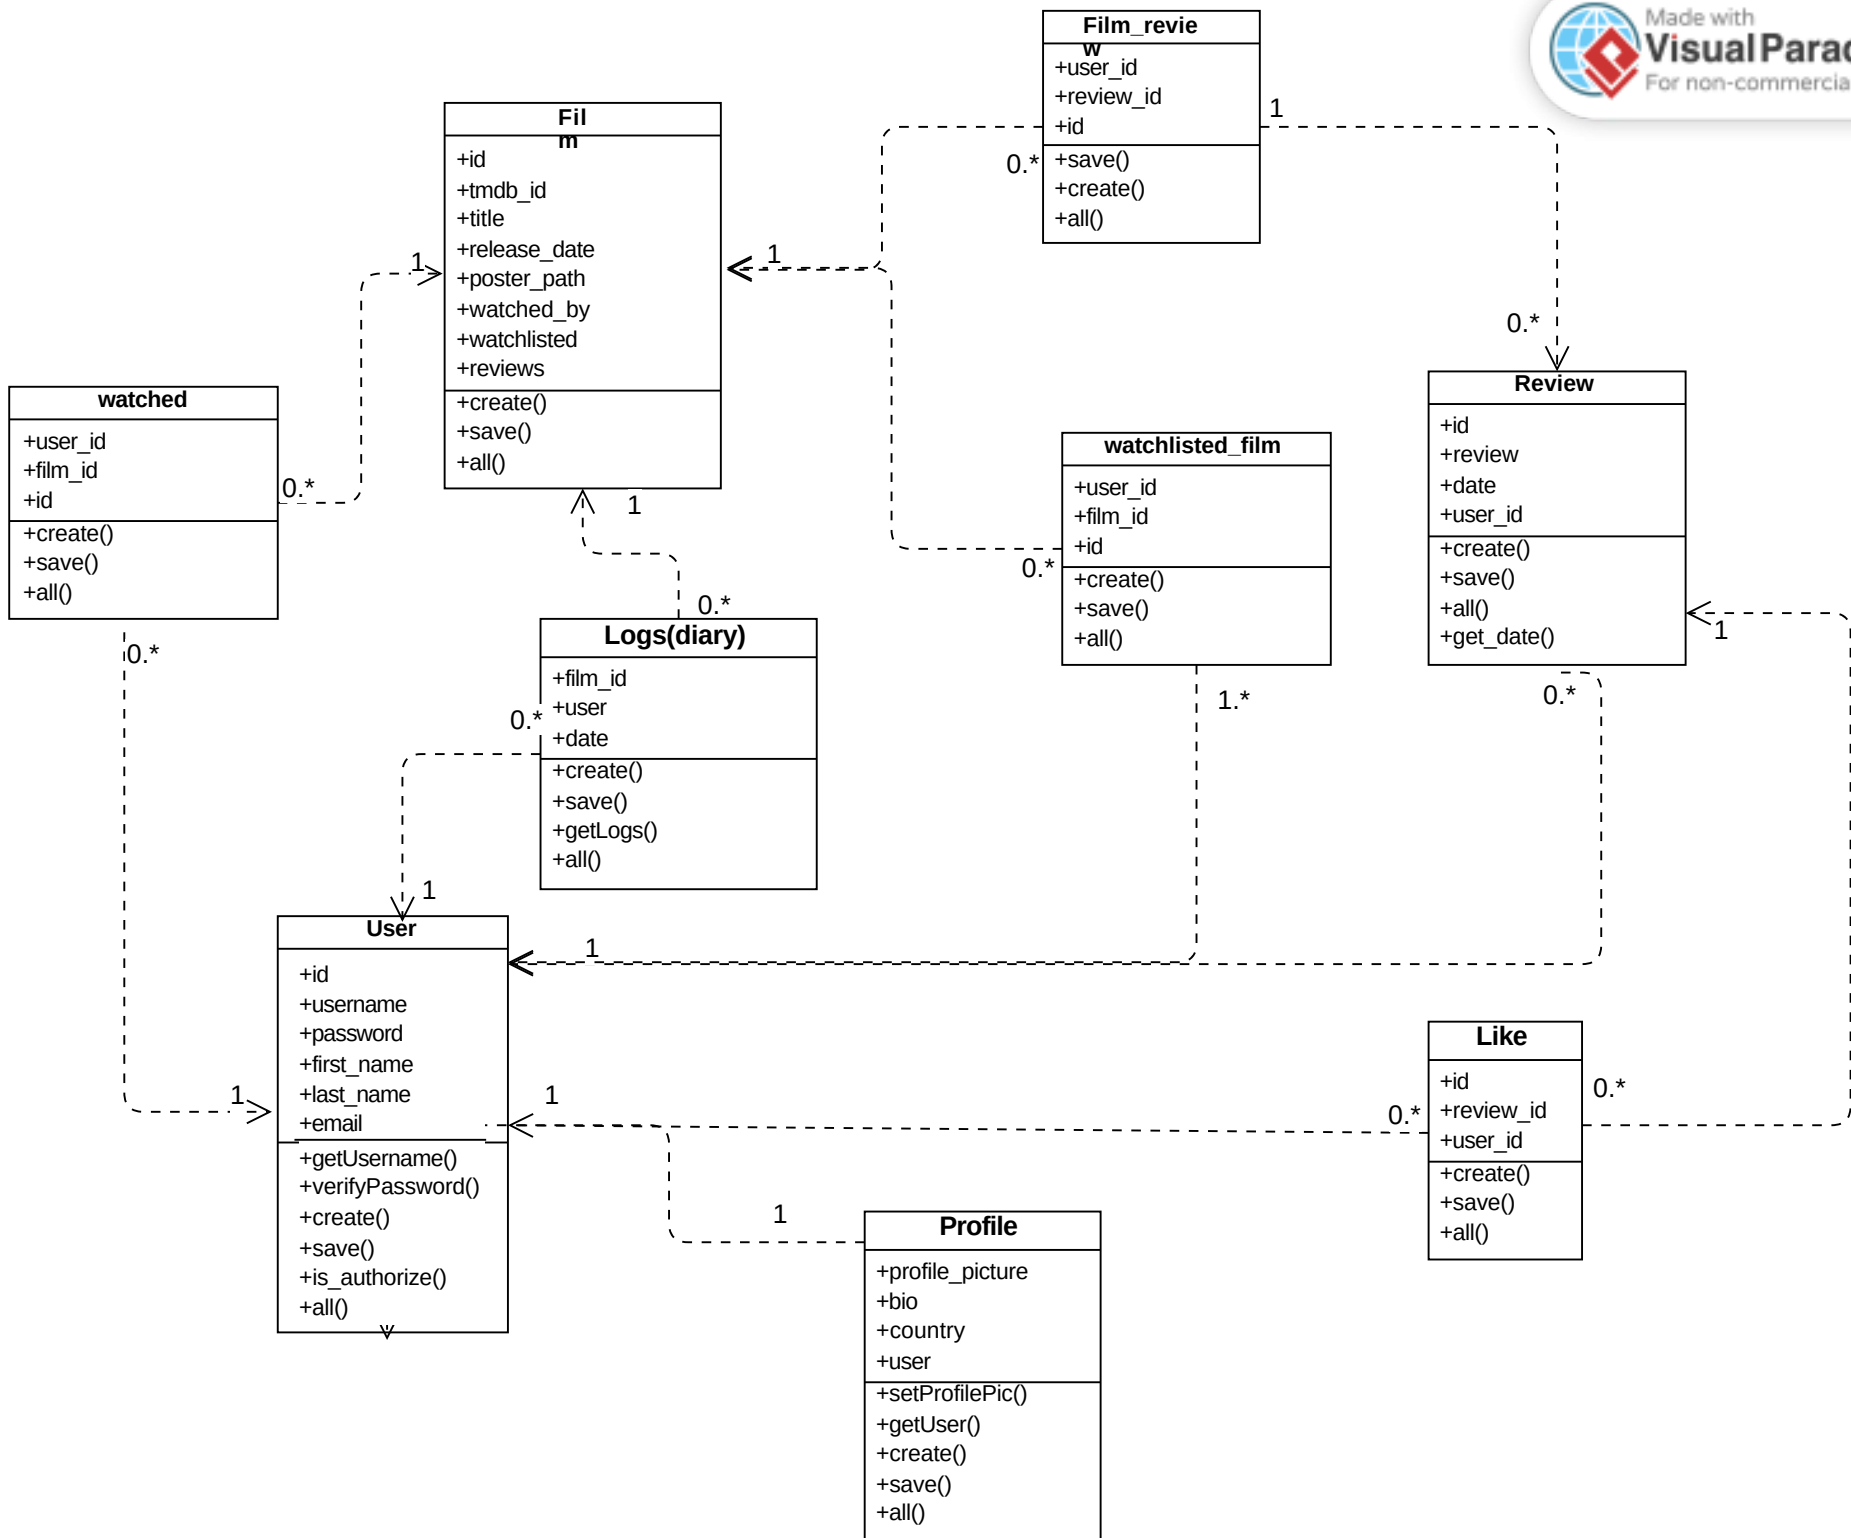 Made with
Visual Parad
For non-commercia
Film_revie
w
+user_id
+review_id
+id
+save()
+create()
+all()
1
0.*
Fil
m
+id
+tmdb_id
+title
+release_date
+poster_path
+watched_by
+watchlisted
+reviews
+create()
+save()
+all()
1
1
1
0.*
watched
+user_id
+film_id
+id
+create()
+save()
+all()
0.*
0.*
watchlisted_film
+user_id
+film_id
+id
+create()
+save()
+all()
0.*
1.*
Review
+id
+review
+date
+user_id
+create()
+save()
+all()
+get_date()
1
0.*
0.*
Logs(diary)
+film_id
+user
+date
+create()
+save()
+getLogs()
+all()
0.*
1
User
+id
+username
+password
+first_name
+last_name
+email
+getUsername()
+verifyPassword()
+create()
+save()
+is_authorize()
+all()
1
1
1
Like
+id
+review_id
+user_id
+create()
+save()
+all()
0.*
0.*
1
Profile
+profile_picture
+bio
+country
+user
+setProfilePic()
+getUser()
+create()
+save()
+all()